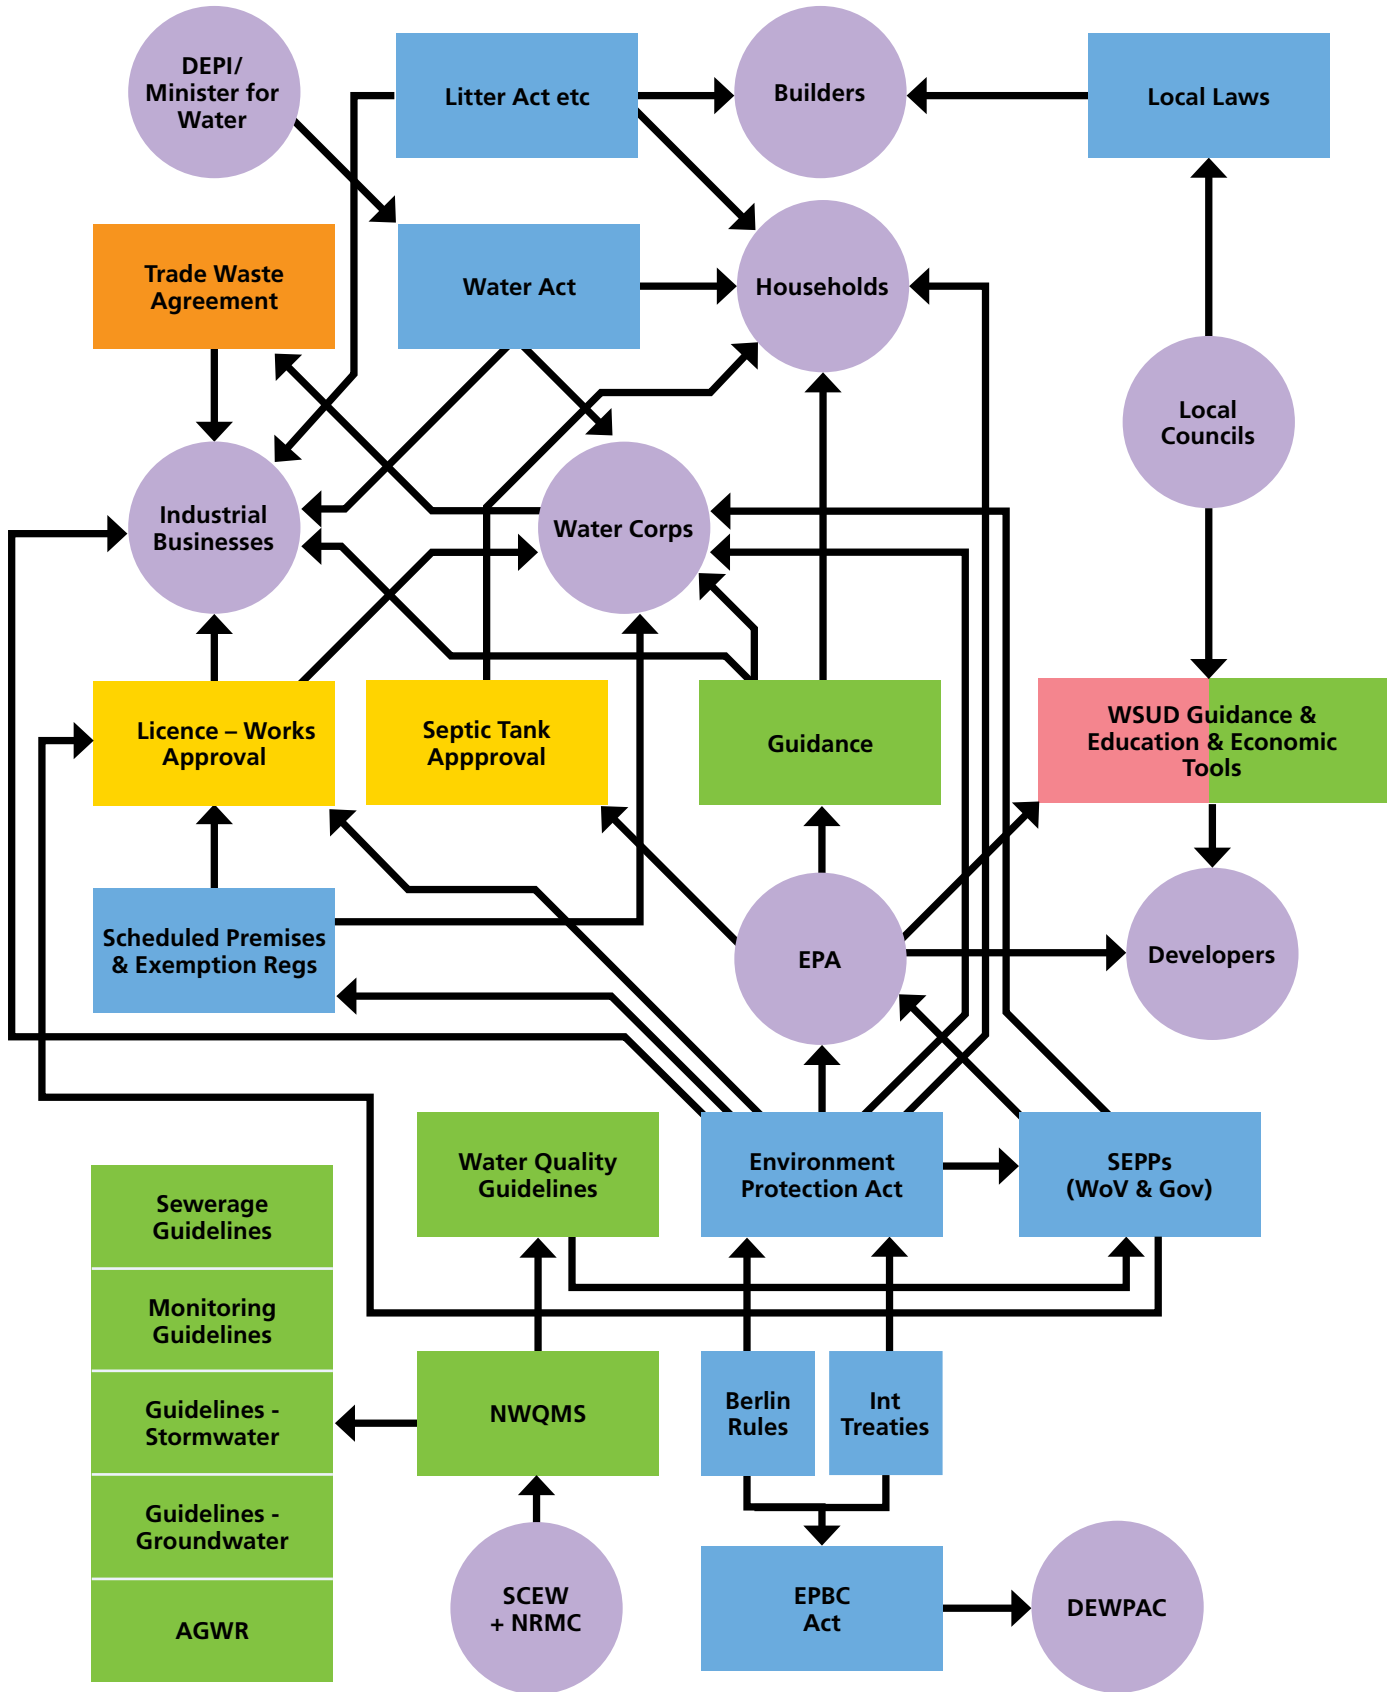 DEPI/
Minister for
Water
Litter Act etc
Builders
Local Laws
Trade Waste
Agreement
Water Act
Households
Local
Councils
Industrial
Businesses
Water Corps
Licence – Works
Approval
Septic Tank
Appproval
Guidance
WSUD Guidance &
Education & Economic
Tools
Scheduled Premises
& Exemption Regs
EPA
Developers
Water Quality
Guidelines
Environment
Protection Act
SEPPs
(WoV & Gov)
Sewerage
Guidelines
Monitoring
Guidelines
Guidelines -
Stormwater
Guidelines -
Groundwater
AGWR
NWQMS
Berlin
Rules
Int
Treaties
SCEW
+ NRMC
EPBC
Act
DEWPAC